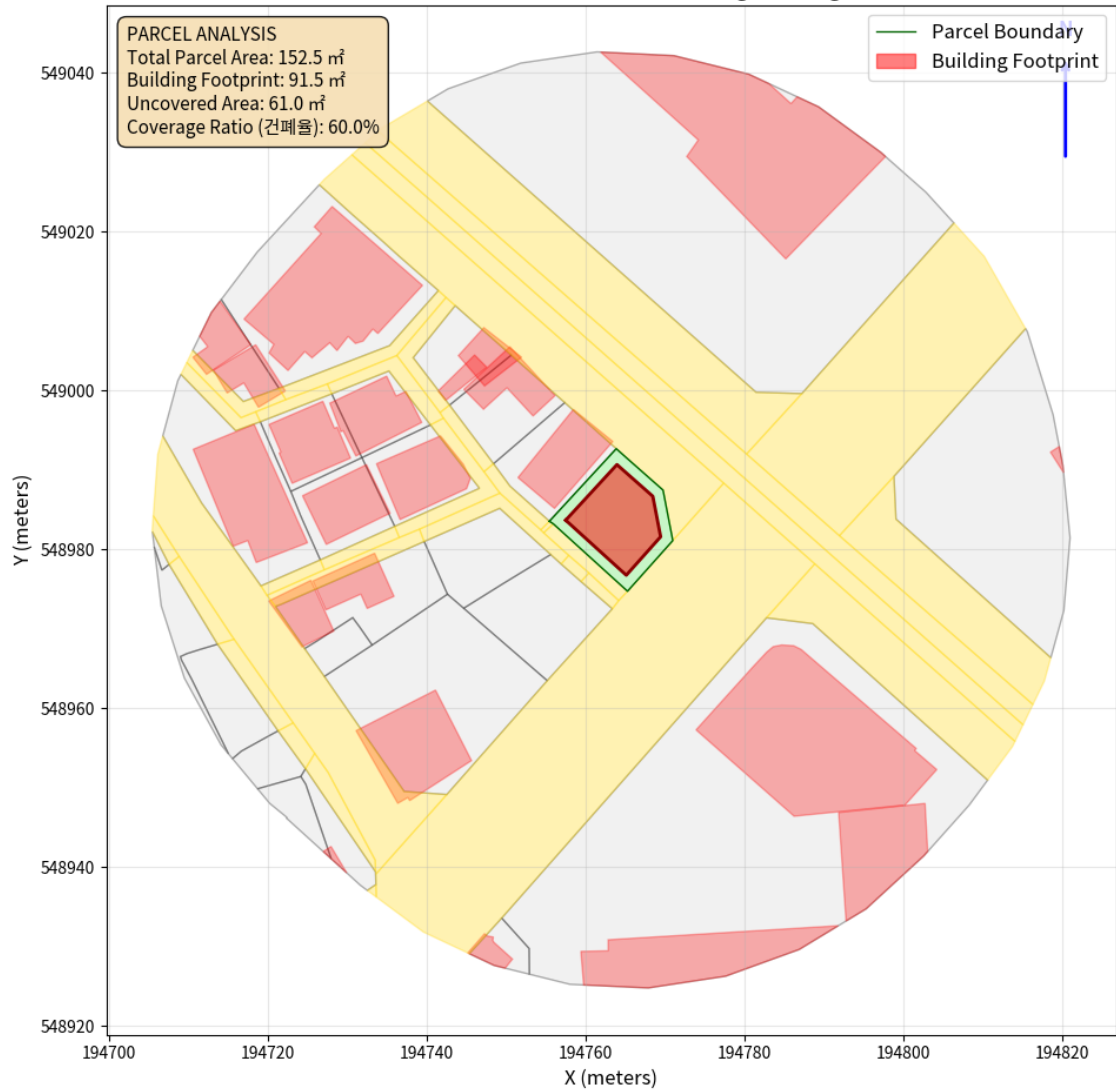 PARCEL ANALYSIS
Total Parcel Area: 152.5 ㎡
Building Footprint: 91.5 ㎡
Uncovered Area: 61.0 ㎡
Coverage Ratio (건폐율): 60.0%
Parcel Boundary
Building Footprint
N
549040
549020
549000
548980
548960
548940
548920
Y (meters)
194700
194720
194740
194760
194780
194800
194820
X (meters)